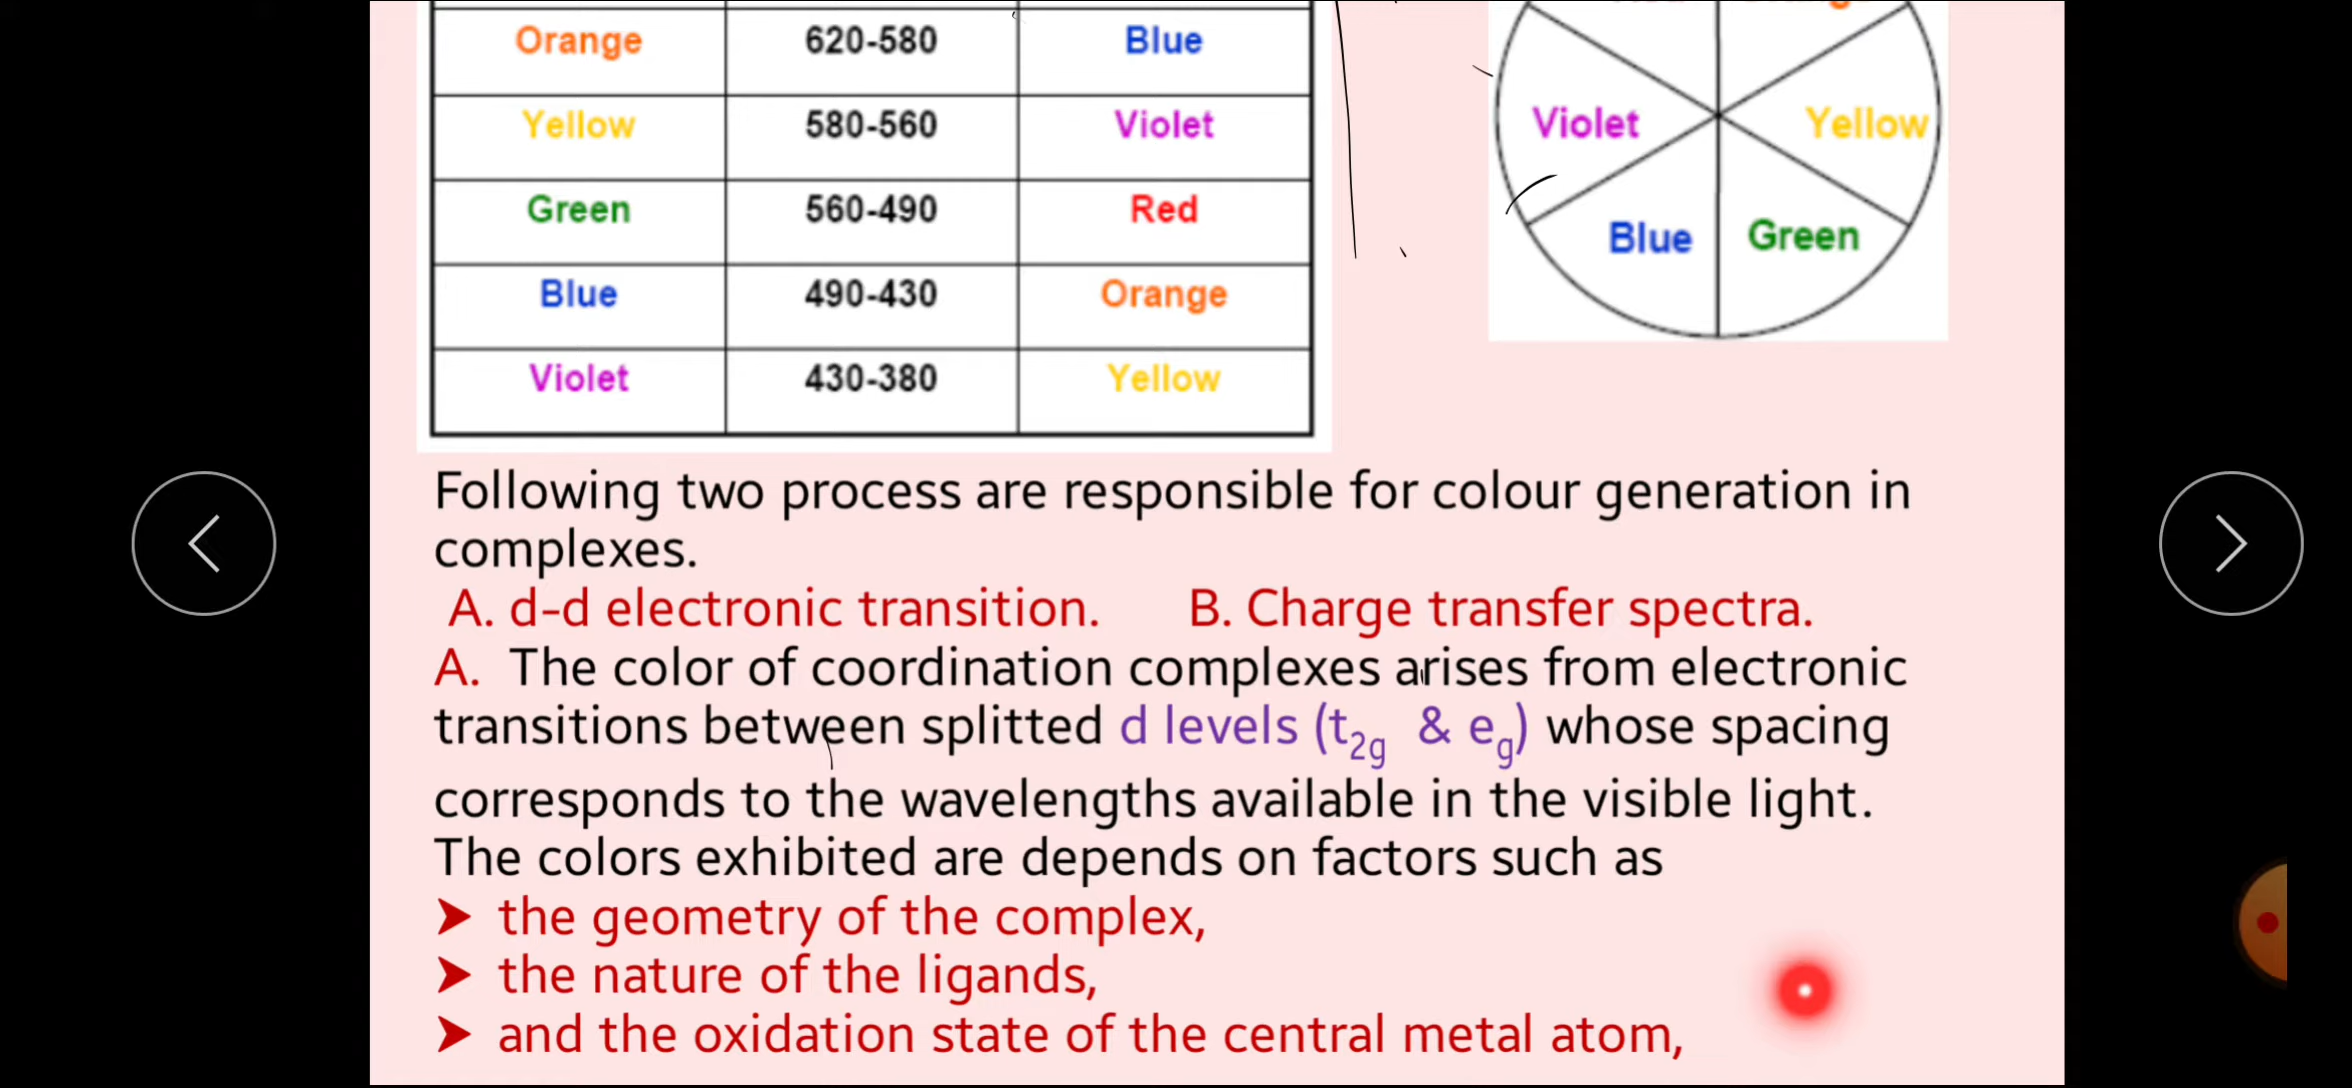 Orange 620-580 Blue
Yellow 580-560 Violet
Green 560-490 Red
Blue 490-430 Orange
Violet 430-380 Yellow
Violet Yellow
Blue Green
Following two process are responsible for colour generation in
complexes.
A. d-d electronic transition. B. Charge transfer spectra.
A. The color of coordination complexes arises from electronic
transitions between splitted d levels (t2g & eg) whose spacing
corresponds to the wavelengths available in the visible light.
The colors exhibited are depends on factors such as
➤ the geometry of the complex,
➤ the nature of the ligands,
➤ and the oxidation state of the central metal atom,